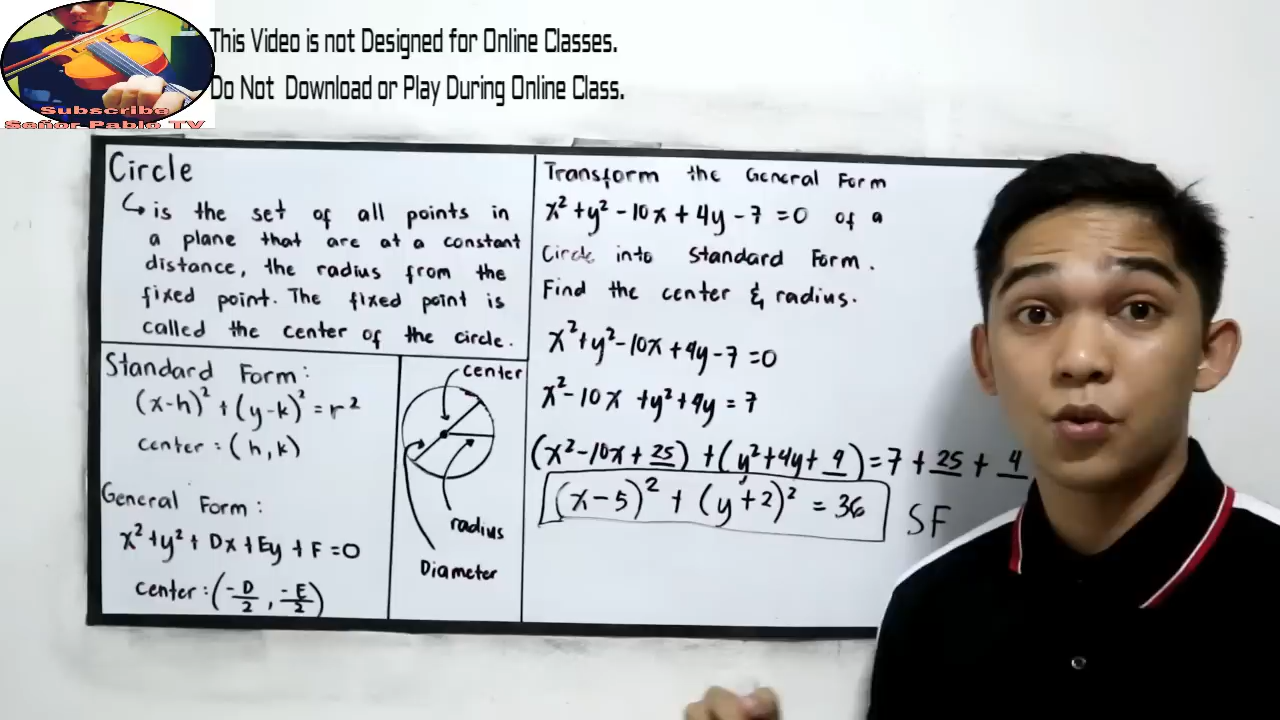 This Video is not Designed for Online Classes.
Do Not Download or Play During Online Class.
Subscribe
Señor Pablo TV
Circle
↳ is the set of all points in
a plane that are at a constant
distance, the radius from the
fixed point. The fixed point is
called the center of the circle.
Standard Form:
(x-h)² + (y-k)² = r²
center : (h, k)
General Form:
x² + y² + Dx + Ey + F = 0
center : (-D/2, -E/2)
center
radius
Diameter
Transform the General Form
x² + y² - 10x + 4y - 7 = 0 of a
Circle into Standard Form.
Find the center & radius.
x² + y² - 10x + 4y - 7 = 0
x² - 10x + y² + 4y = 7
(x² - 10x + 25) + (y² + 4y + 4) = 7 + 25 + 4
(x - 5)² + (y + 2)² = 36 SF